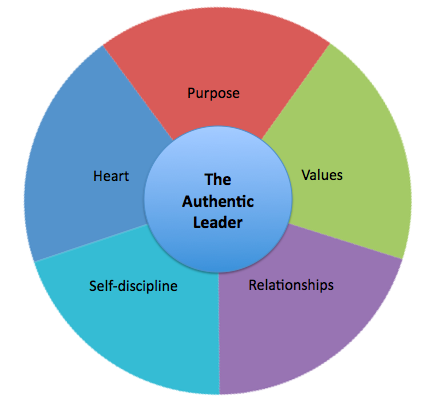 Purpose
Heart
The
Authentic
Leader
Values
Self-discipline
Relationships